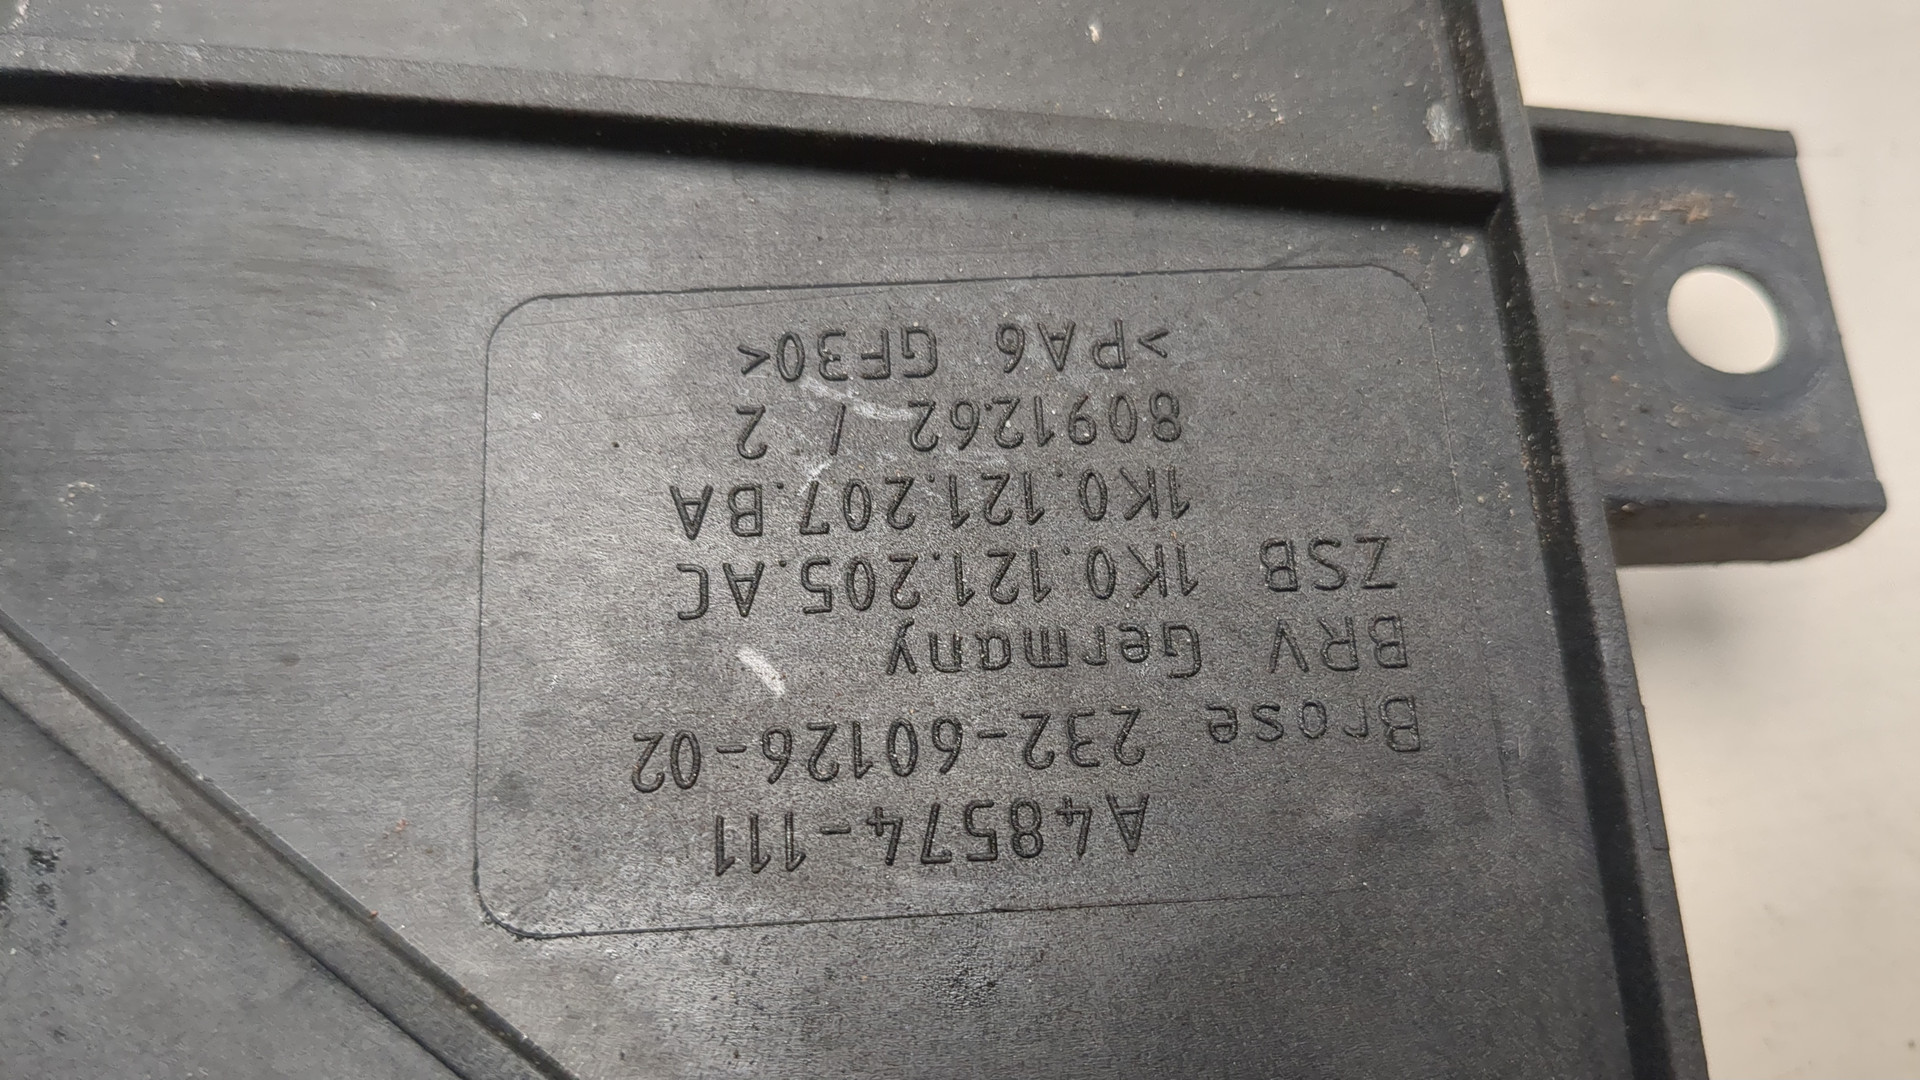 A48574-111
Brose 232-60126-02
BRV Germany
ZSB 1K0.121.205.AC
1K0.121.207.BA
8091262 / 2
>PA6 GF30<